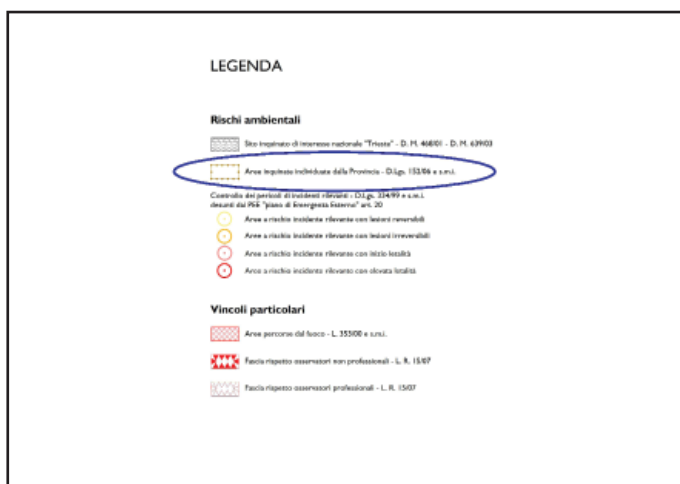 LEGENDA
Rischi ambientali
Sito inquinato di interesse nazionale "Trieste" - D. M. 468/01 - D. M. 639/03
Aree inquinate individuate dalla Provincia - D.Lgs. 152/06 e s.m.i.
Controllo dei pericoli di incidenti rilevanti - D.Lgs. 334/99 e s.m.i.
desunti dai PEE "piano di Emergenza Esterno" art. 20
Aree a rischio incidente rilevante con lesioni reversibili
Aree a rischio incidente rilevante con lesioni irreversibili
Aree a rischio incidente rilevante con inizio letalità
Aree a rischio incidente rilevante con elevata letalità
Vincoli particolari
Aree percorse dal fuoco - L. 353/00 e s.m.i.
Fascia rispetto osservatori non professionali - L. R. 15/07
Fascia rispetto osservatori professionali - L. R. 15/07